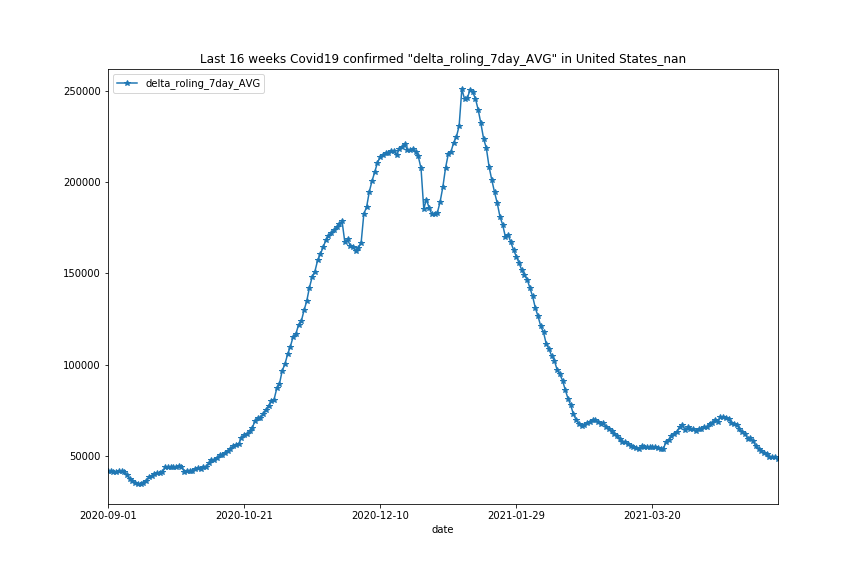 Last 16 weeks Covid19 confirmed "delta_roling_7day_AVG" in United States_nan
delta_roling_7day_AVG
250000
200000
150000
100000
50000
2020-09-01 2020-10-21 2020-12-10 2021-01-29 2021-03-20
date